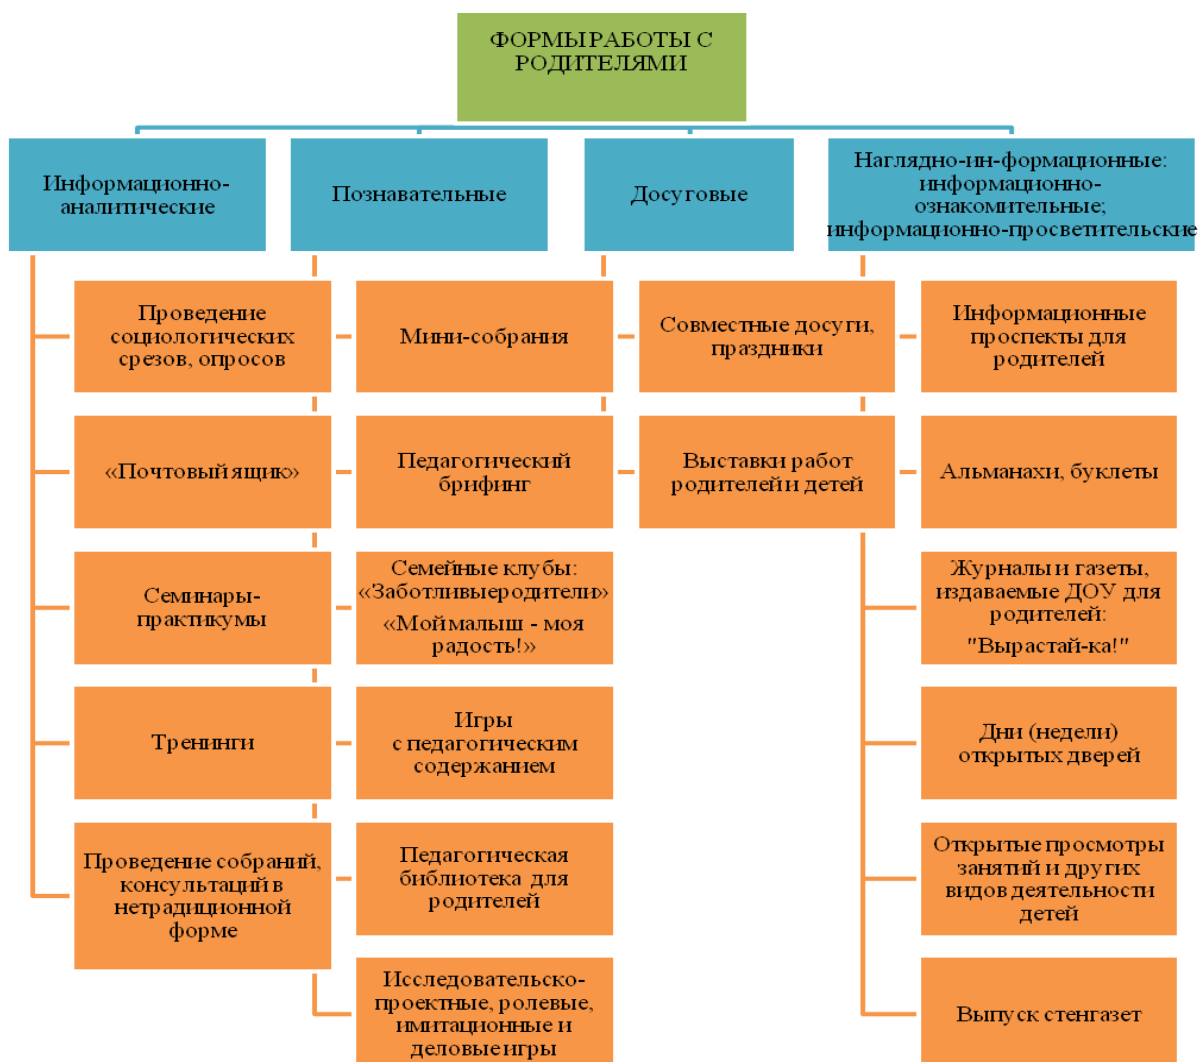 ФОРМЫ РАБОТЫ С
РОДИТЕЛЯМИ
Информационно-
аналитические
Проведение
социологических
срезов, опросов
«Почтовый ящик»
Семинары-
практикумы
Тренинги
Проведение собраний,
консультаций в
нетрадиционной
форме
Познавательные
Мини-собрания
Педагогический
брифинг
Семейные клубы:
«Заботливыеродители»
«Мой малыш - моя
радость!»
Игры
с педагогическим
содержанием
Педагогическая
библиотека для
родителей
Исследовательско-
проектные, ролевые,
имитационные и
деловые игры
Досуговые
Совместные досуги,
праздники
Выставки работ
родителей и детей
Наглядно-ин-формационные:
информационно-
ознакомительные;
информационно-просветительские
Информационные
проспекты для
родителей
Альманахи, буклеты
Журналы и газеты,
издаваемые ДОУ для
родителей:
"Вырастай-ка!"
Дни (недели)
открытых дверей
Открытые просмотры
занятий и других
видов деятельности
детей
Выпуск стенгазет